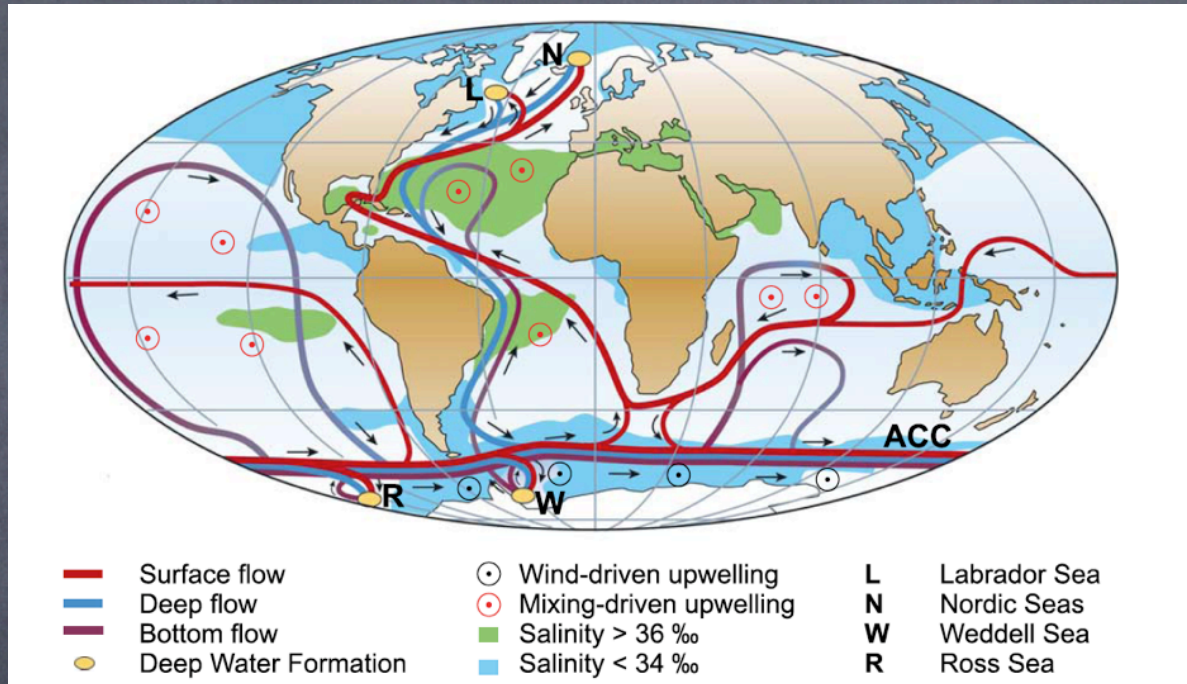 N
L
ACC
R
W
Surface flow
Deep flow
Bottom flow
Deep Water Formation
Wind-driven upwelling
Mixing-driven upwelling
Salinity > 36 ‰
Salinity < 34 ‰
L Labrador Sea
N Nordic Seas
W Weddell Sea
R Ross Sea